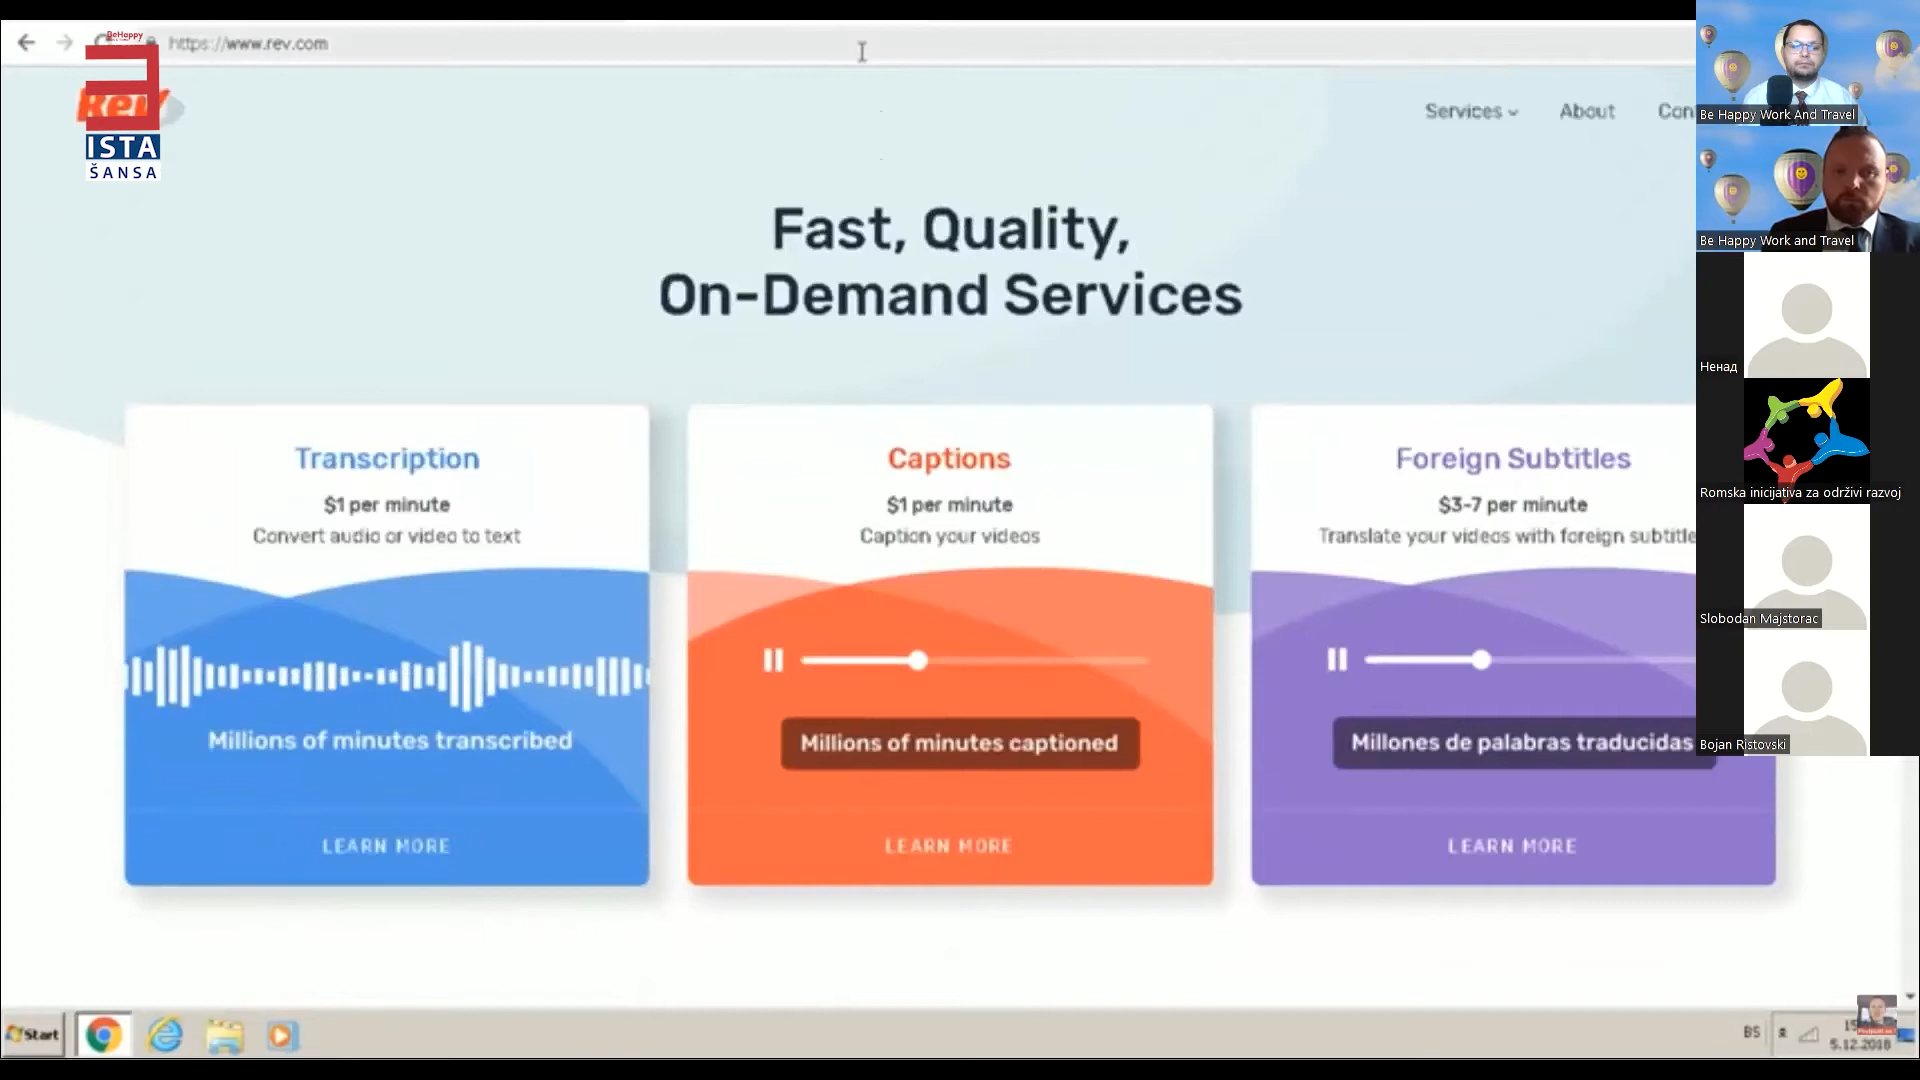 https://www.rev.com
BeHappy
Rev
ISTA
ŠANSA
Services
About
Fast, Quality,
On-Demand Services
Transcription
$1 per minute
Convert audio or video to text
Millions of minutes transcribed
LEARN MORE
Captions
$1 per minute
Caption your videos
Millions of minutes captioned
LEARN MORE
Foreign Subtitles
$3-7 per minute
Translate your videos with foreign
Millones de palabras traducidas
LEARN MORE
Be Happy Work And Travel
Be Happy Work and Travel
Ненад
Romska inicijativa za održivi razvoj
Slobodan Majstorac
Bojan Ristovski
Start
BS
5.12.2018